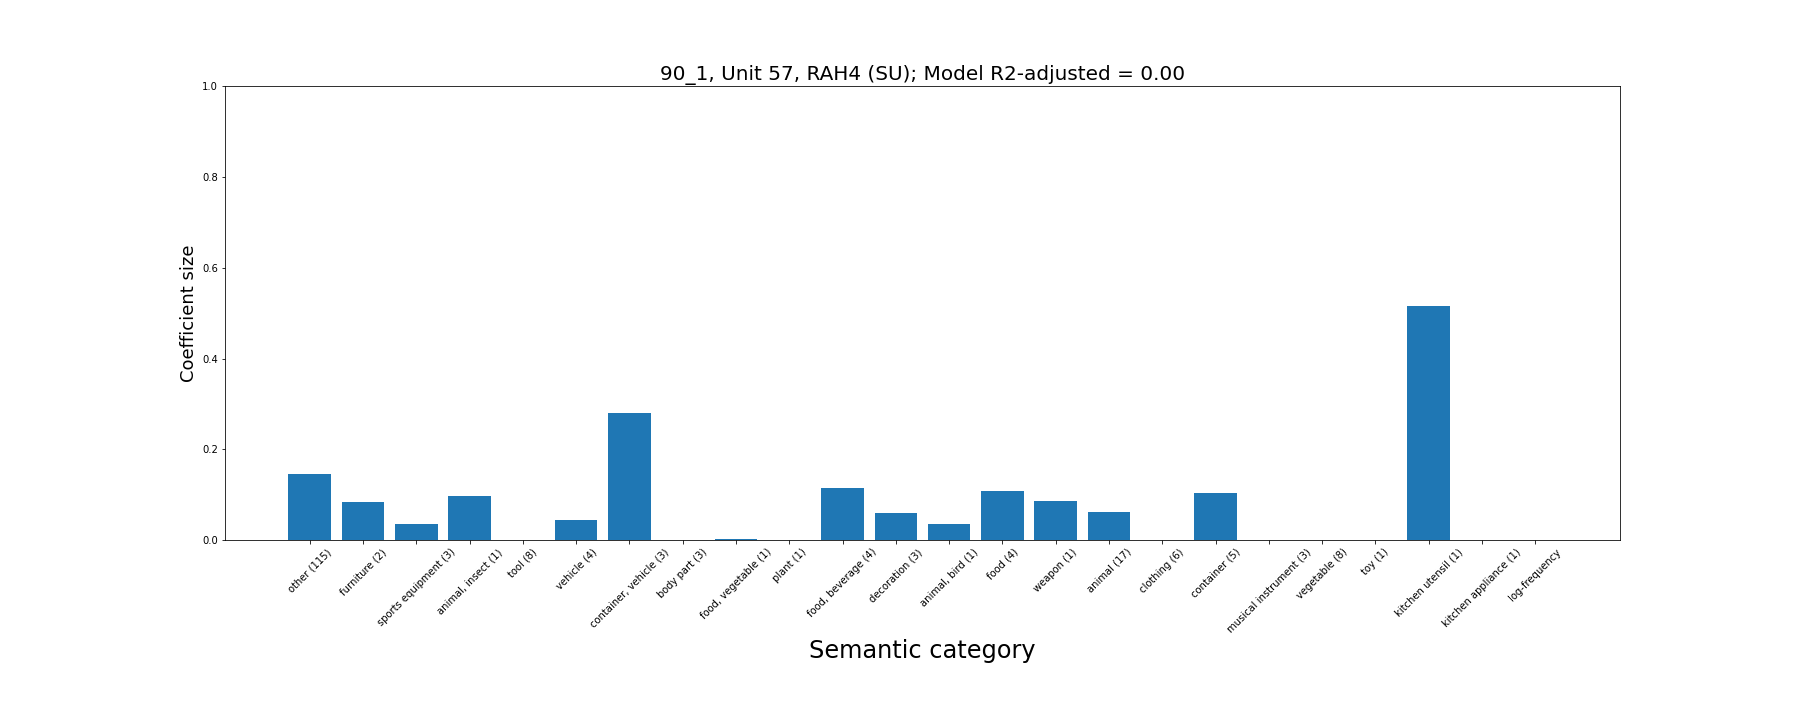 90_1, Unit 57, RAH4 (SU); Model R2-adjusted = 0.00
Coefficient size
1.0
0.8
0.6
0.4
0.2
0.0
other (115)
furniture (2)
sports equipment (3)
animal, insect (1)
tool (8)
vehicle (4)
container, vehicle (3)
body part (3)
food, vegetable (1)
plant (1)
food, beverage (4)
decoration (3)
animal, bird (1)
food (4)
weapon (1)
animal (17)
clothing (6)
container (5)
musical instrument (3)
vegetable (8)
toy (1)
kitchen utensil (1)
kitchen appliance (1)
log-frequency
Semantic category